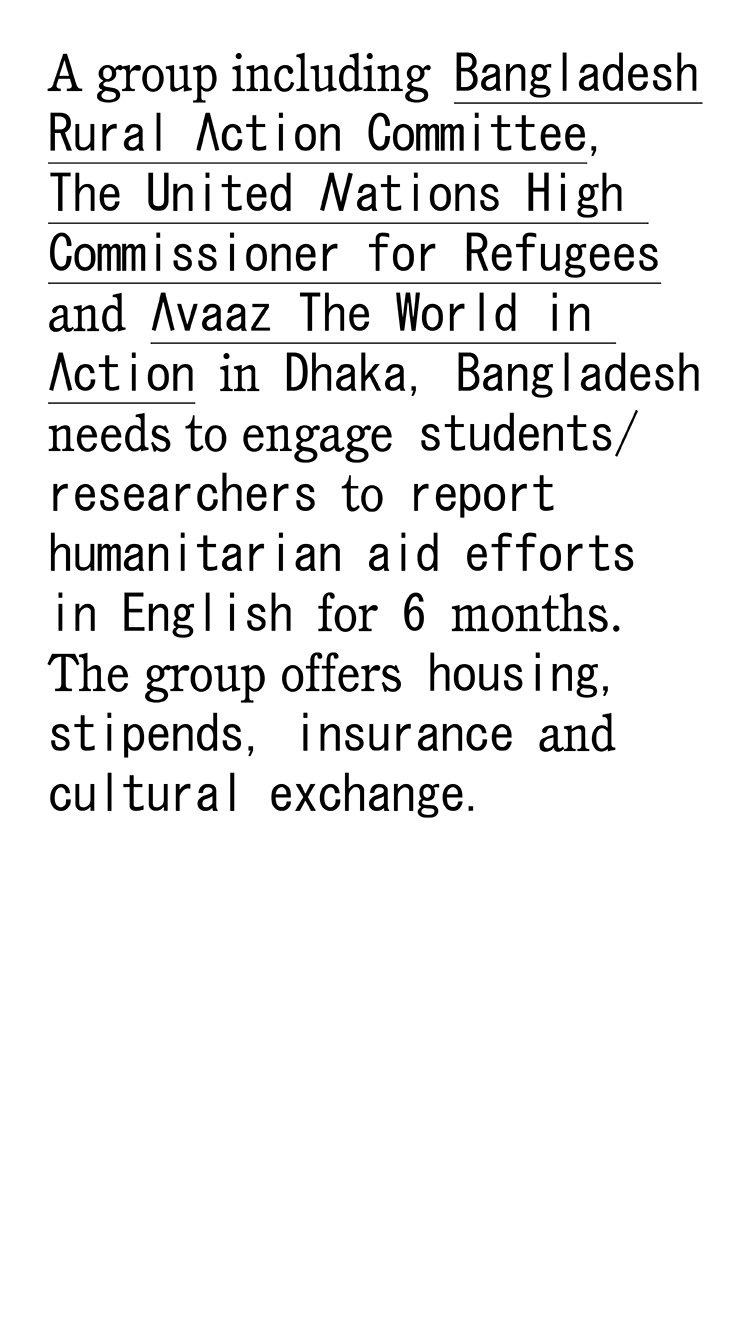 A group including Bangladesh
Rural Action Committee,
The United Nations High
Commissioner for Refugees
and Avaaz The World in
Action in Dhaka, Bangladesh
needs to engage students/
researchers to report
humanitarian aid efforts
in English for 6 months.
The group offers housing,
stipends, insurance and
cultural exchange.